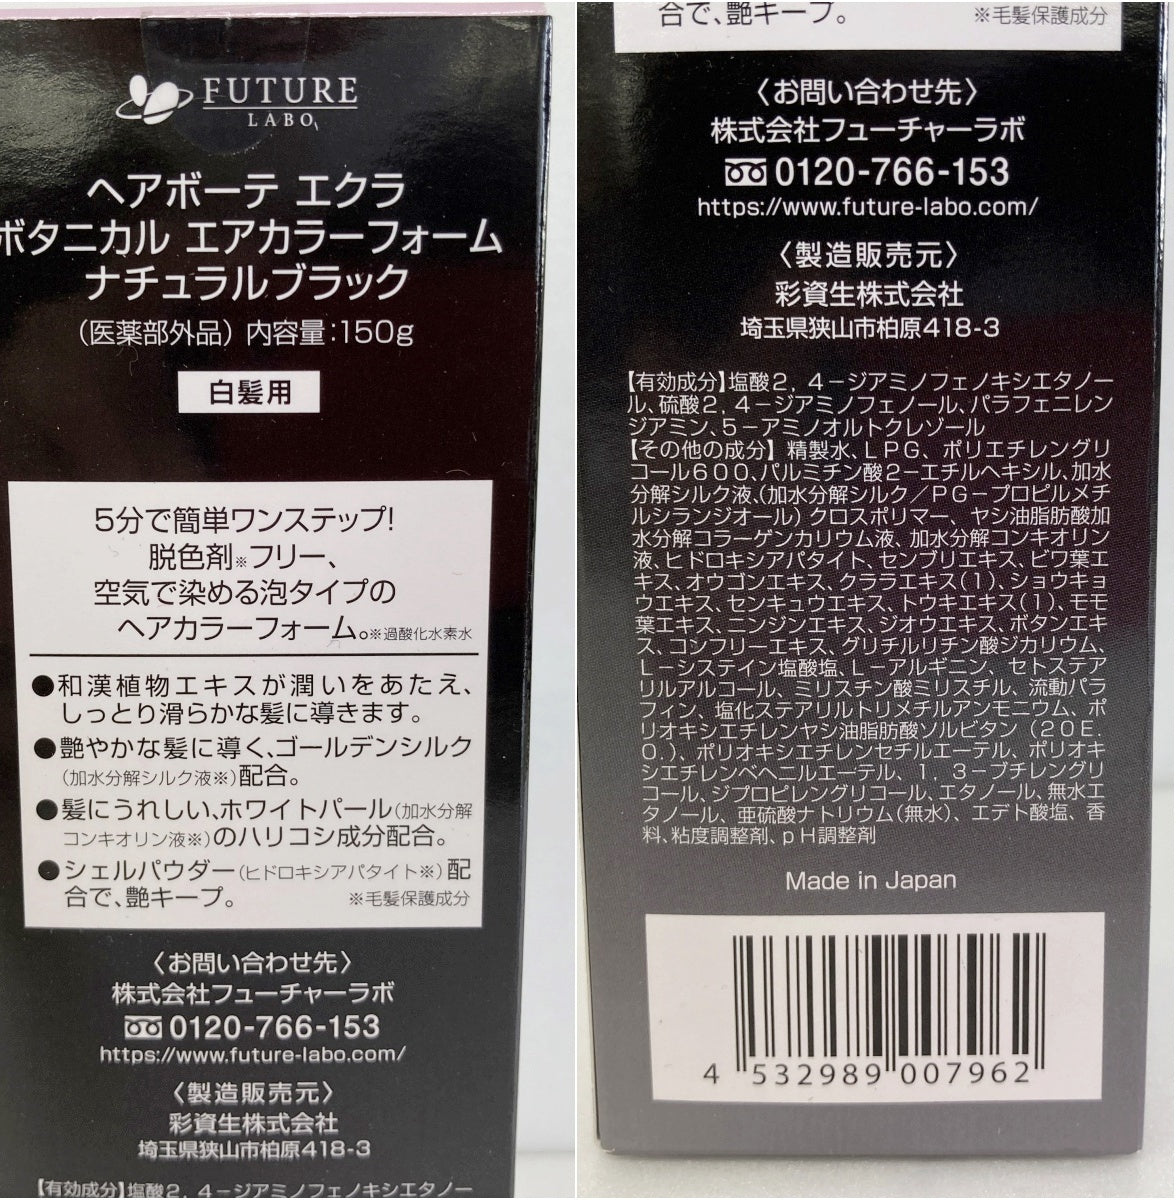 FUTURE
LABO
ヘアボーテ エクラ
ボタニカル エアカラーフォーム
ナチュラルブラック
（医薬部外品）内容量：150g
白髪用
5分で簡単ワンステップ！
脱色剤※フリー、
空気で染める泡タイプの
ヘアカラーフォーム。※過酸化水素水
●和漢植物エキスが潤いをあたえ、
しっとり滑らかな髪に導きます。
●艶やかな髪に導く、ゴールデンシルク
（加水分解シルク液※）配合。
●髪にうれしい、ホワイトパール（加水分解
コンキオリン液※）のハリコシ成分配合。
●シェルパウダー（ヒドロキシアパタイト※）配
合で、艶キープ。 ※毛髪保護成分
〈お問い合わせ先〉
株式会社フューチャーラボ
0120-766-153
https://www.future-labo.com/
〈製造販売元〉
彩資生株式会社
埼玉県狭山市柏原418-3
【有効成分】塩酸2，4－ジアミノフェノキシエタノー
合で、艶キープ。 ※毛髪保護成分
〈お問い合わせ先〉
株式会社フューチャーラボ
0120-766-153
https://www.future-labo.com/
〈製造販売元〉
彩資生株式会社
埼玉県狭山市柏原418-3
【有効成分】塩酸2，4－ジアミノフェノキシエタノー
ル、硫酸2，4－ジアミノフェノール、パラフェニレン
ジアミン、5－アミノオルトクレゾール
【その他の成分】精製水、LPG、ポリエチレングリ
コール600、パルミチン酸2－エチルヘキシル、加水
分解シルク液、（加水分解シルク／PG－プロピルメチ
ルシランジオール）クロスポリマー、ヤシ油脂肪酸加
水分解コラーゲンカリウム液、加水分解コンキオリン
液、ヒドロキシアパタイト、センブリエキス、ビワ葉エ
キス、オウゴンエキス、クララエキス（1）、ショウキョ
ウエキス、センキュウエキス、トウキエキス（1）、モモ
葉エキス、ニンジンエキス、ジオウエキス、ボタンエキ
ス、コンフリーエキス、グリチルリチン酸ジカリウム、
L－システイン塩酸塩、L－アルギニン、セトステア
リルアルコール、ミリスチン酸ミリスチル、流動パラ
フィン、塩化ステアリルトリメチルアンモニウム、ポ
リオキシエチレンヤシ油脂肪酸ソルビタン（20E.
O.）、ポリオキシエチレンセチルエーテル、ポリオキ
シエチレンベヘニルエーテル、1，3－ブチレングリ
コール、ジプロピレングリコール、エタノール、無水エ
タノール、亜硫酸ナトリウム（無水）、エデト酸塩、香
料、粘度調整剤、pH調整剤
Made in Japan
4 532989 007962